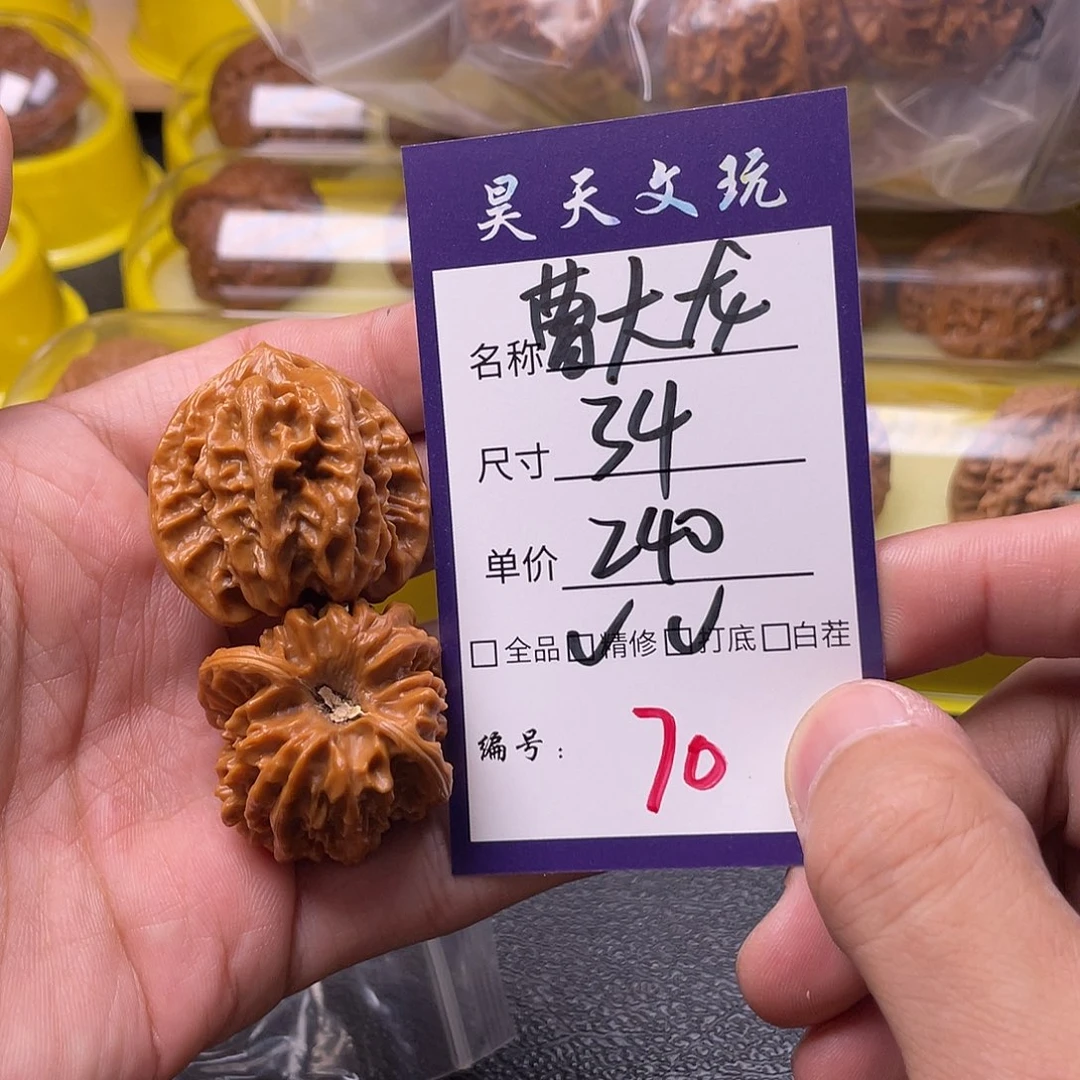 昊天文玩
名称 曹大龙
尺寸 34
单价 240
□全品 ☑精修 ☑打底 □白茬
编号： 70